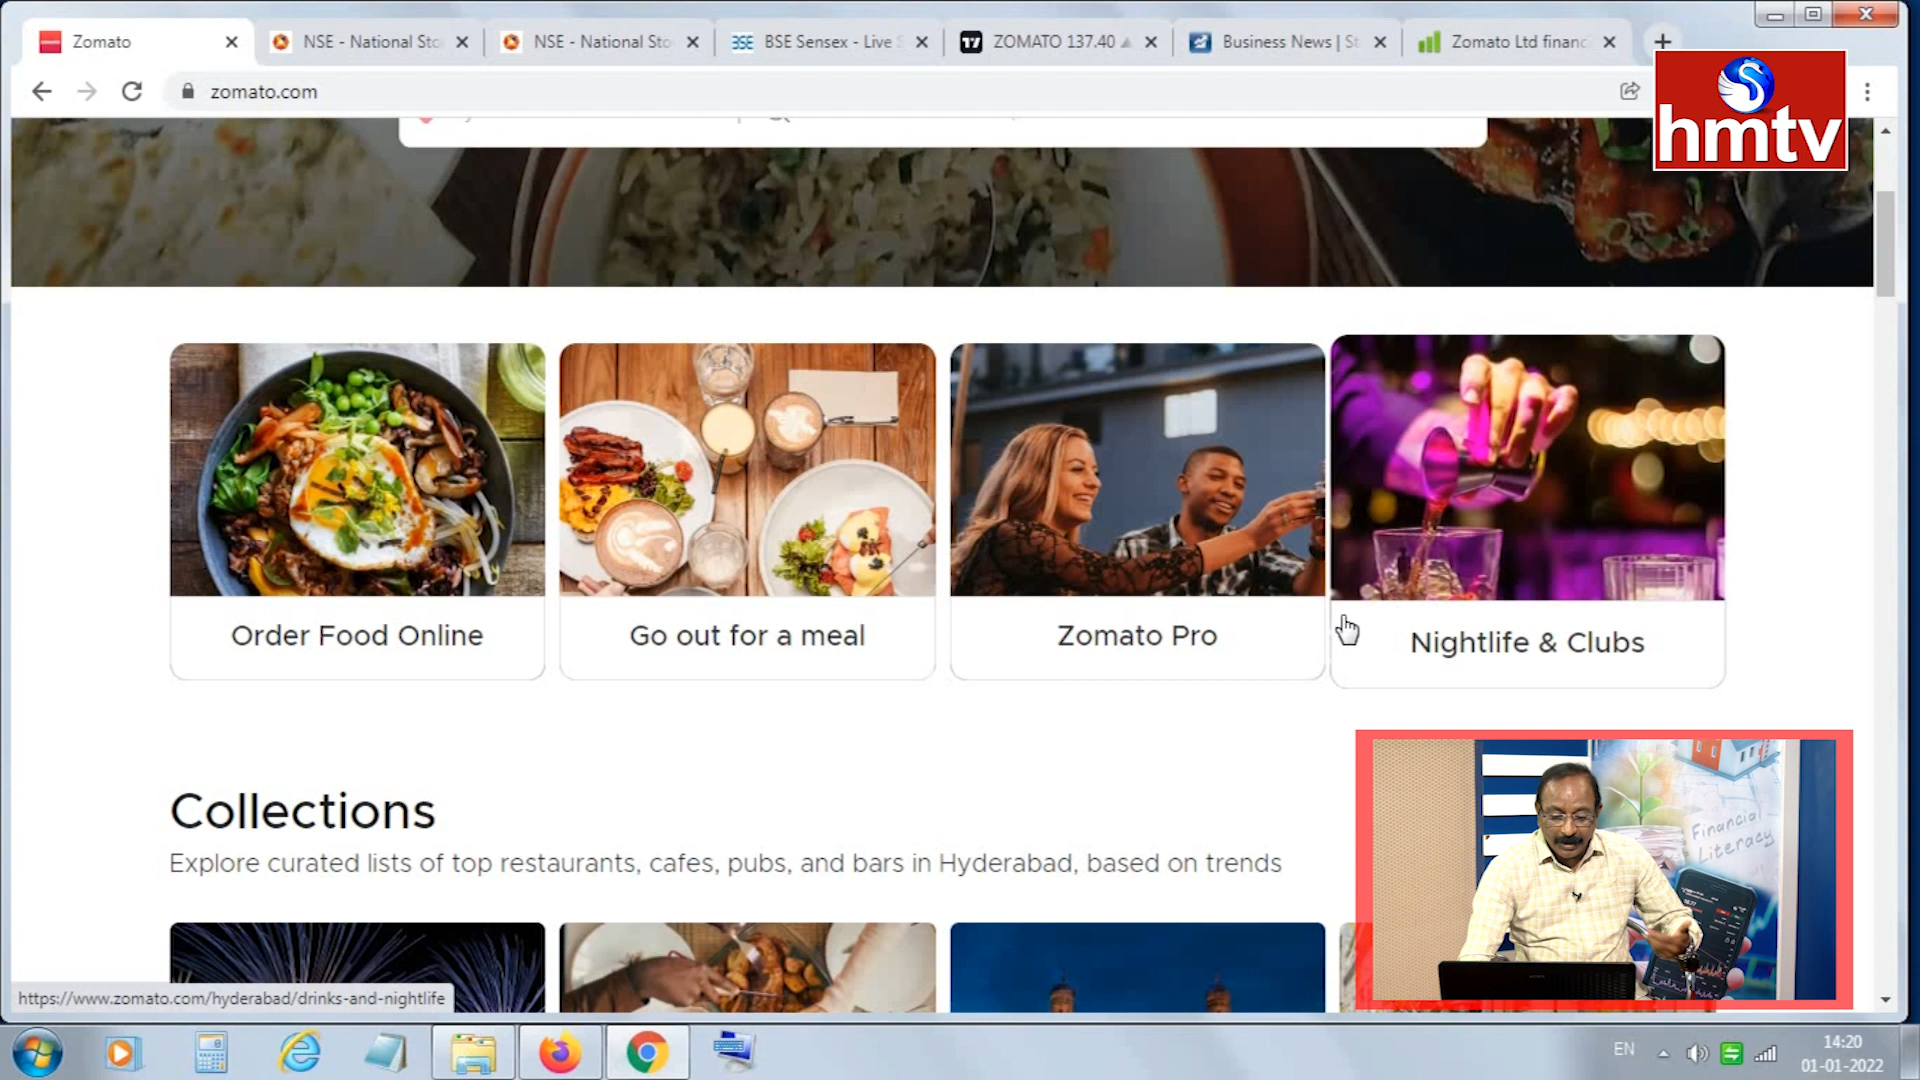 Zomato
NSE - National Sto
NSE - National Sto
BSE Sensex - Live S
ZOMATO 137.40
Business News | St
Zomato Ltd financ
zomato.com
hmtv
Order Food Online
Go out for a meal
Zomato Pro
Nightlife & Clubs
Collections
Explore curated lists of top restaurants, cafes, pubs, and bars in Hyderabad, based on trends
Financial
Literacy
https://www.zomato.com/hyderabad/drinks-and-nightlife
EN
14:20
01-01-2022